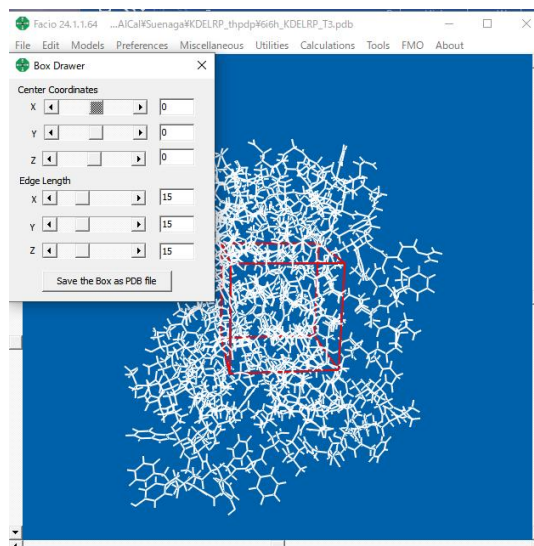 Facio 24.1.1.64 ...AlCal¥Suenaga¥KDELRP_thpdp¥6i6h_KDELRP_T3.pdb
File Edit Models Preferences Miscellaneous Utilities Calculations Tools FMO About
Box Drawer
Center Coordinates
X 0
Y 0
Z 0
Edge Length
X 15
Y 15
Z 15
Save the Box as PDB file